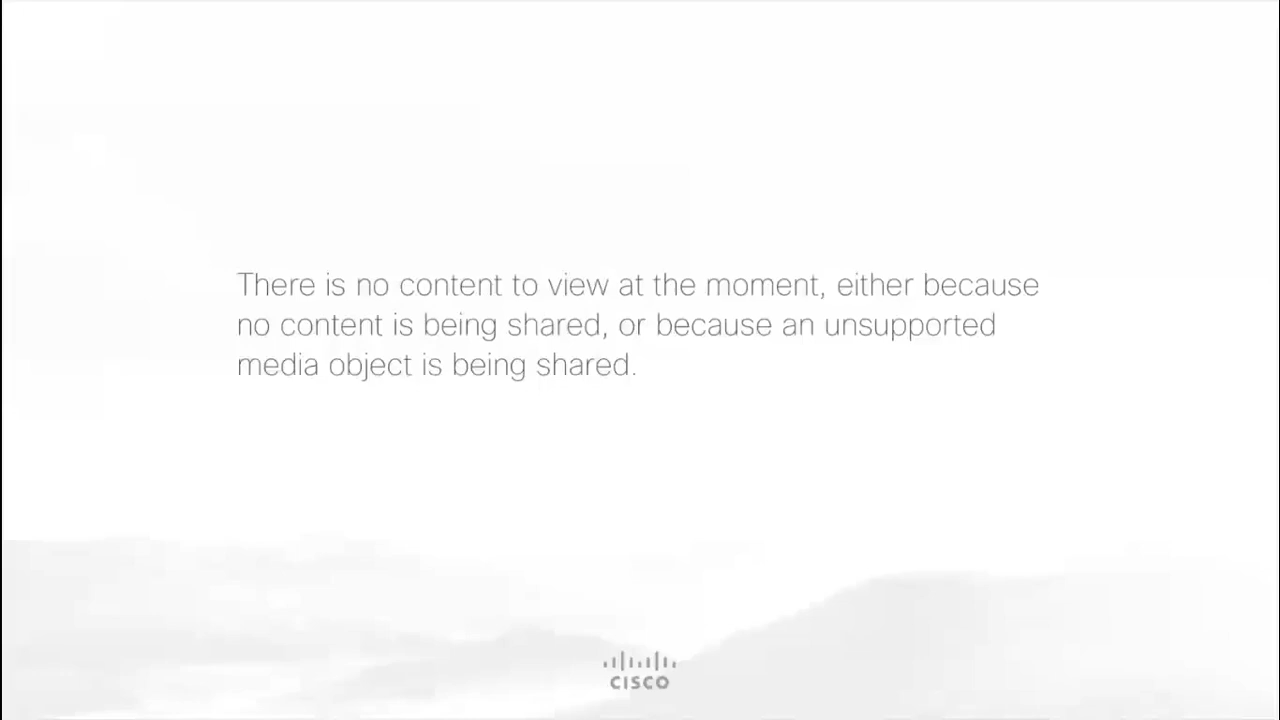 There is no content to view at the moment, either because
no content is being shared, or because an unsupported
media object is being shared.
CISCO